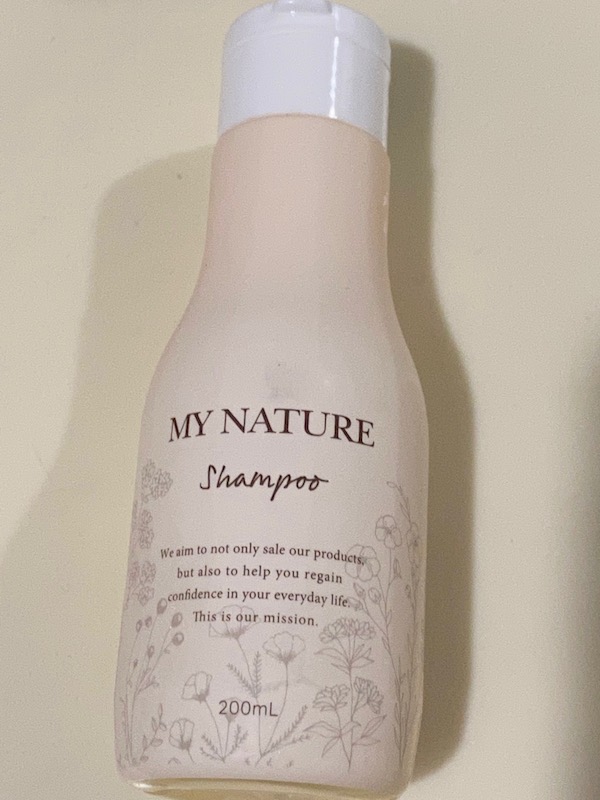 MY NATURE
Shampoo
We aim to not only sale our products,
but also to help you regain
confidence in your everyday life.
This is our mission.
200mL